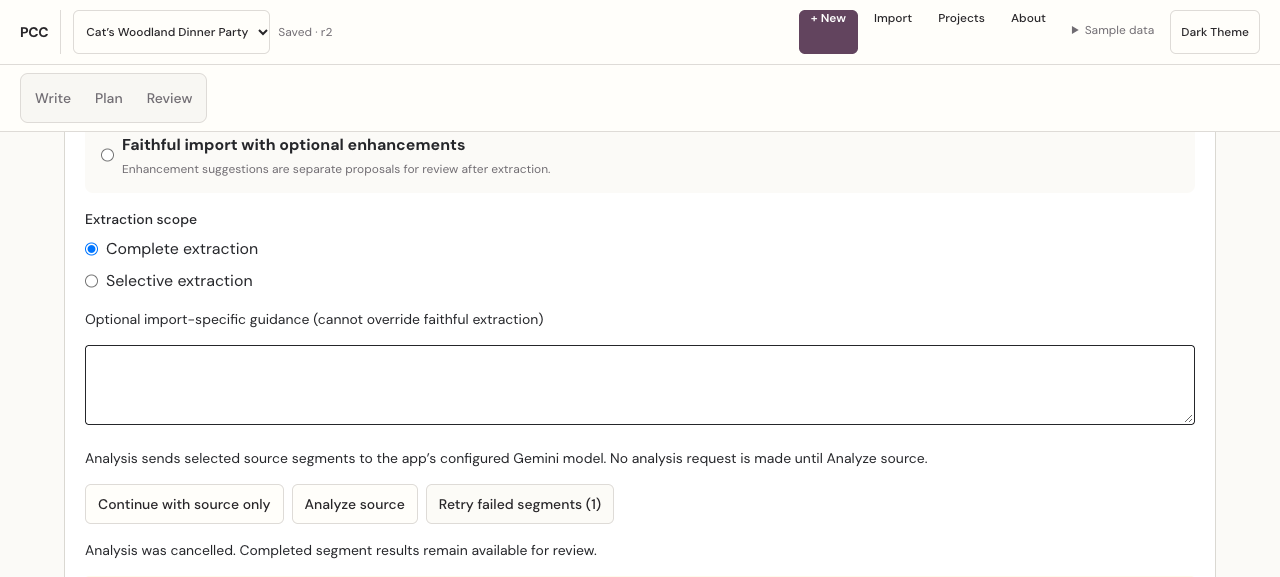 PCC
Cat's Woodland Dinner Party
Saved · r2
+ New
Import
Projects
About
Sample data
Dark Theme
Write
Plan
Review
Faithful import with optional enhancements
Enhancement suggestions are separate proposals for review after extraction.
Extraction scope
Complete extraction
Selective extraction
Optional import-specific guidance (cannot override faithful extraction)
Analysis sends selected source segments to the app's configured Gemini model. No analysis request is made until Analyze source.
Continue with source only
Analyze source
Retry failed segments (1)
Analysis was cancelled. Completed segment results remain available for review.